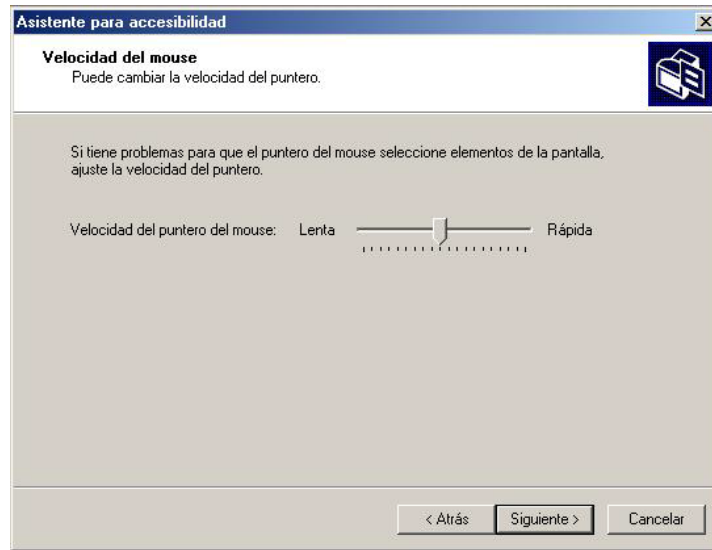 Asistente para accesibilidad
Velocidad del mouse
Puede cambiar la velocidad del puntero.
Si tiene problemas para que el puntero del mouse seleccione elementos de la pantalla,
ajuste la velocidad del puntero.
Velocidad del puntero del mouse: Lenta Rápida
< Atrás Siguiente > Cancelar